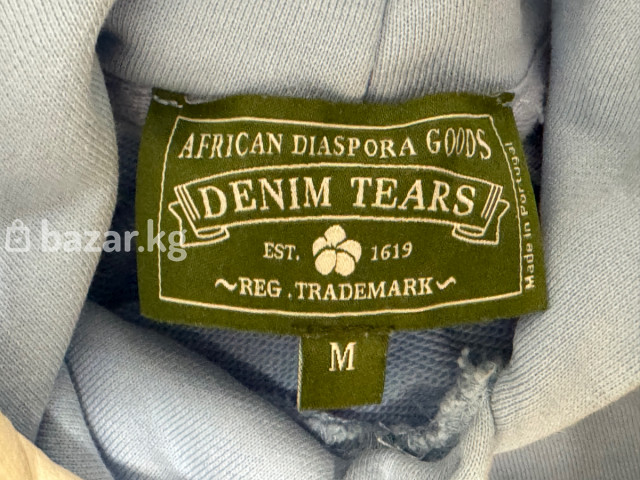 AFRICAN DIASPORA GOODS
DENIM TEARS
EST. 1619
~REG . TRADEMARK~
Made in Portugal
M
bazar.kg